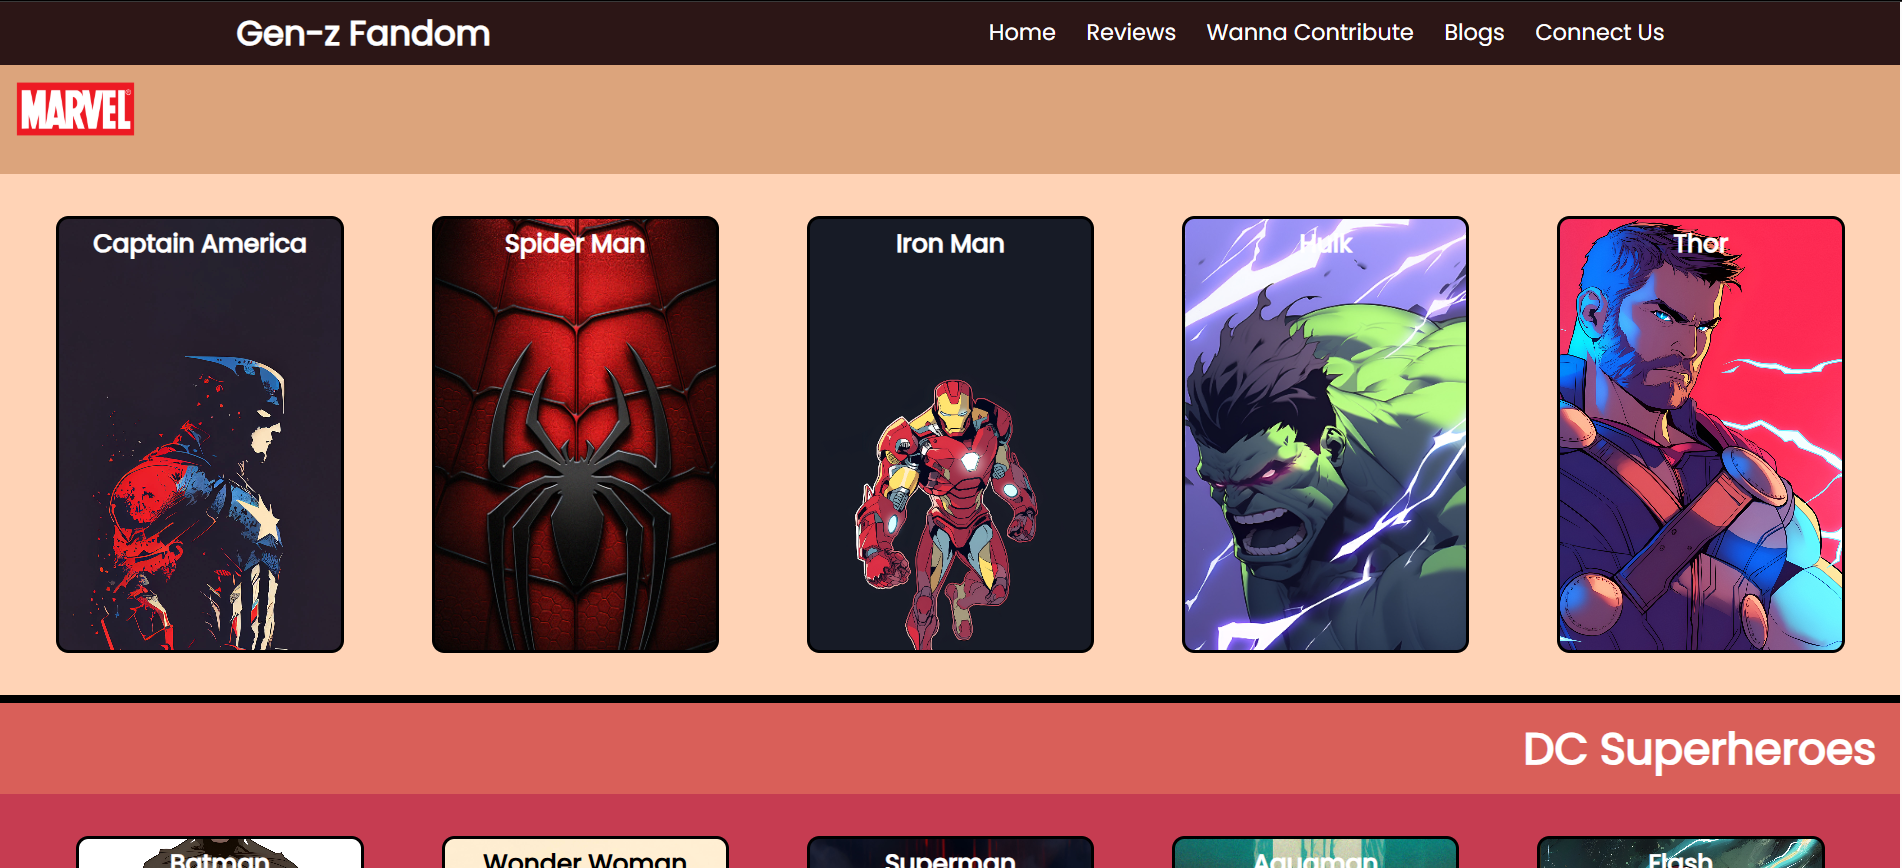 Gen-z Fandom
Home
Reviews
Wanna Contribute
Blogs
Connect Us
MARVEL
Captain America
Spider Man
Iron Man
Hulk
Thor
DC Superheroes
Batman
Wonder Woman
Superman
Aquaman
Flash